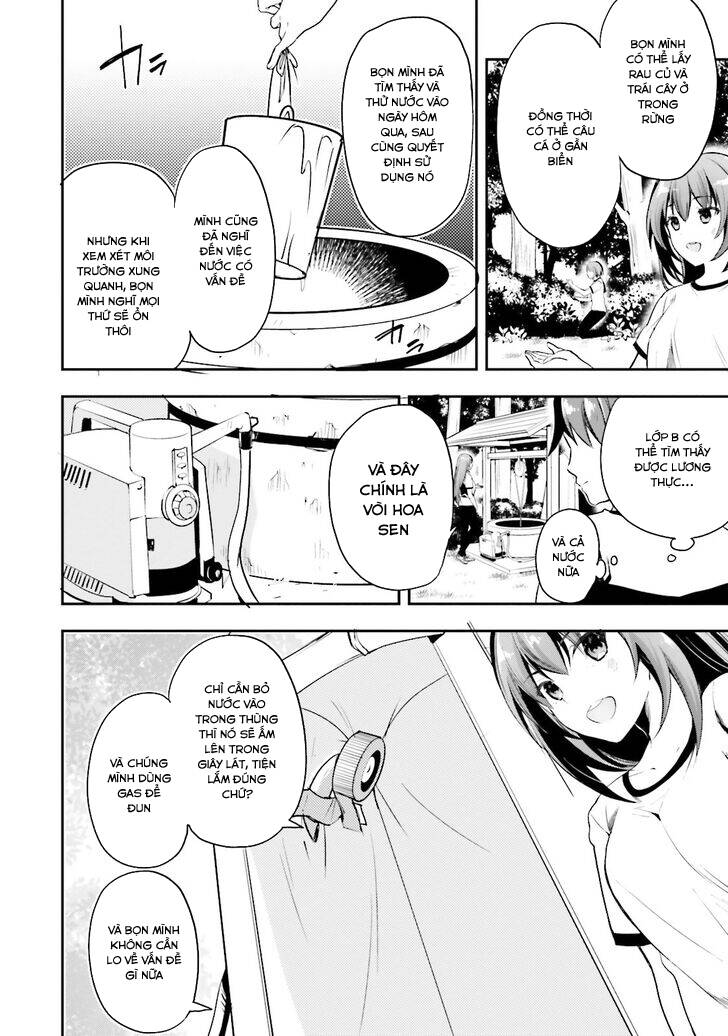 BỌN MÌNH
CÓ THỂ LẤY
RAU CỦ VÀ
TRÁI CÂY Ở
TRONG
RỪNG
ĐỒNG THỜI
CÓ THỂ CÂU
CÁ Ở GẦN
BIỂN
BỌN MÌNH ĐÃ
TÌM THẤY VÀ
THỬ NƯỚC VÀO
NGÀY HÔM
QUA, SAU
CÙNG QUYẾT
ĐỊNH SỬ
DỤNG NÓ
MÌNH CŨNG
ĐÃ NGHĨ
ĐẾN VIỆC
NƯỚC CÓ
VẤN ĐỀ
NHƯNG KHI
XEM XÉT MÔI
TRƯỜNG XUNG
QUANH, BỌN
MÌNH NGHĨ MỌI
THỨ SẼ ỔN
THÔI
LỚP B CÓ
THỂ TÌM THẤY
ĐƯỢC LƯƠNG
THỰC...
VÀ CẢ
NƯỚC
NỮA
VÀ ĐÂY
CHÍNH LÀ
VÒI HOA
SEN
CHỈ CẦN BỎ
NƯỚC VÀO
TRONG THÙNG
THÌ NÓ SẼ ẤM
LÊN TRONG
GIÂY LÁT, TIỆN
LẮM ĐÚNG
CHỨ?
VÀ CHÚNG
MÌNH DÙNG
GAS ĐỂ
ĐUN
VÀ BỌN MÌNH
KHÔNG CẦN
LO VỀ VẤN ĐỀ
GÌ NỮA